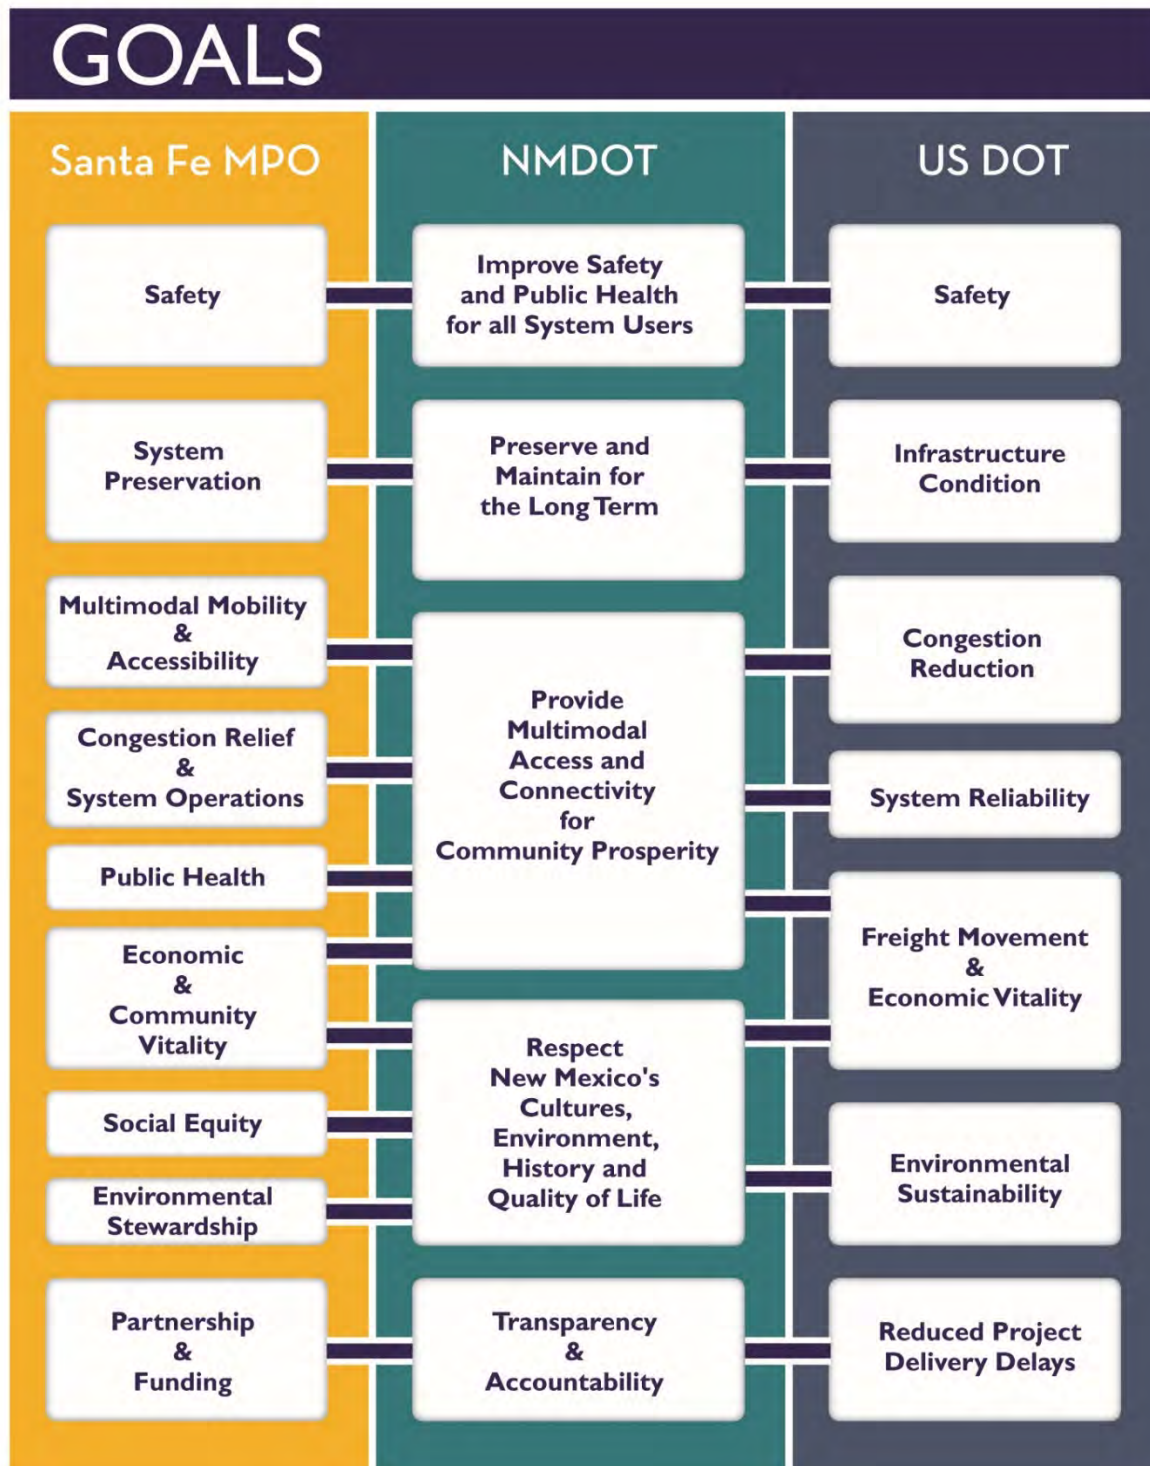 GOALS
Santa Fe MPO
Safety
System
Preservation
Multimodal Mobility
&
Accessibility
Congestion Relief
&
System Operations
Public Health
Economic
&
Community
Vitality
Social Equity
Environmental
Stewardship
Partnership
&
Funding
NMDOT
Improve Safety
and Public Health
for all System Users
Preserve and
Maintain for
the Long Term
Provide
Multimodal
Access and
Connectivity
for
Community Prosperity
Respect
New Mexico's
Cultures,
Environment,
History and
Quality of Life
Transparency
&
Accountability
US DOT
Safety
Infrastructure
Condition
Congestion
Reduction
System Reliability
Freight Movement
&
Economic Vitality
Environmental
Sustainability
Reduced Project
Delivery Delays